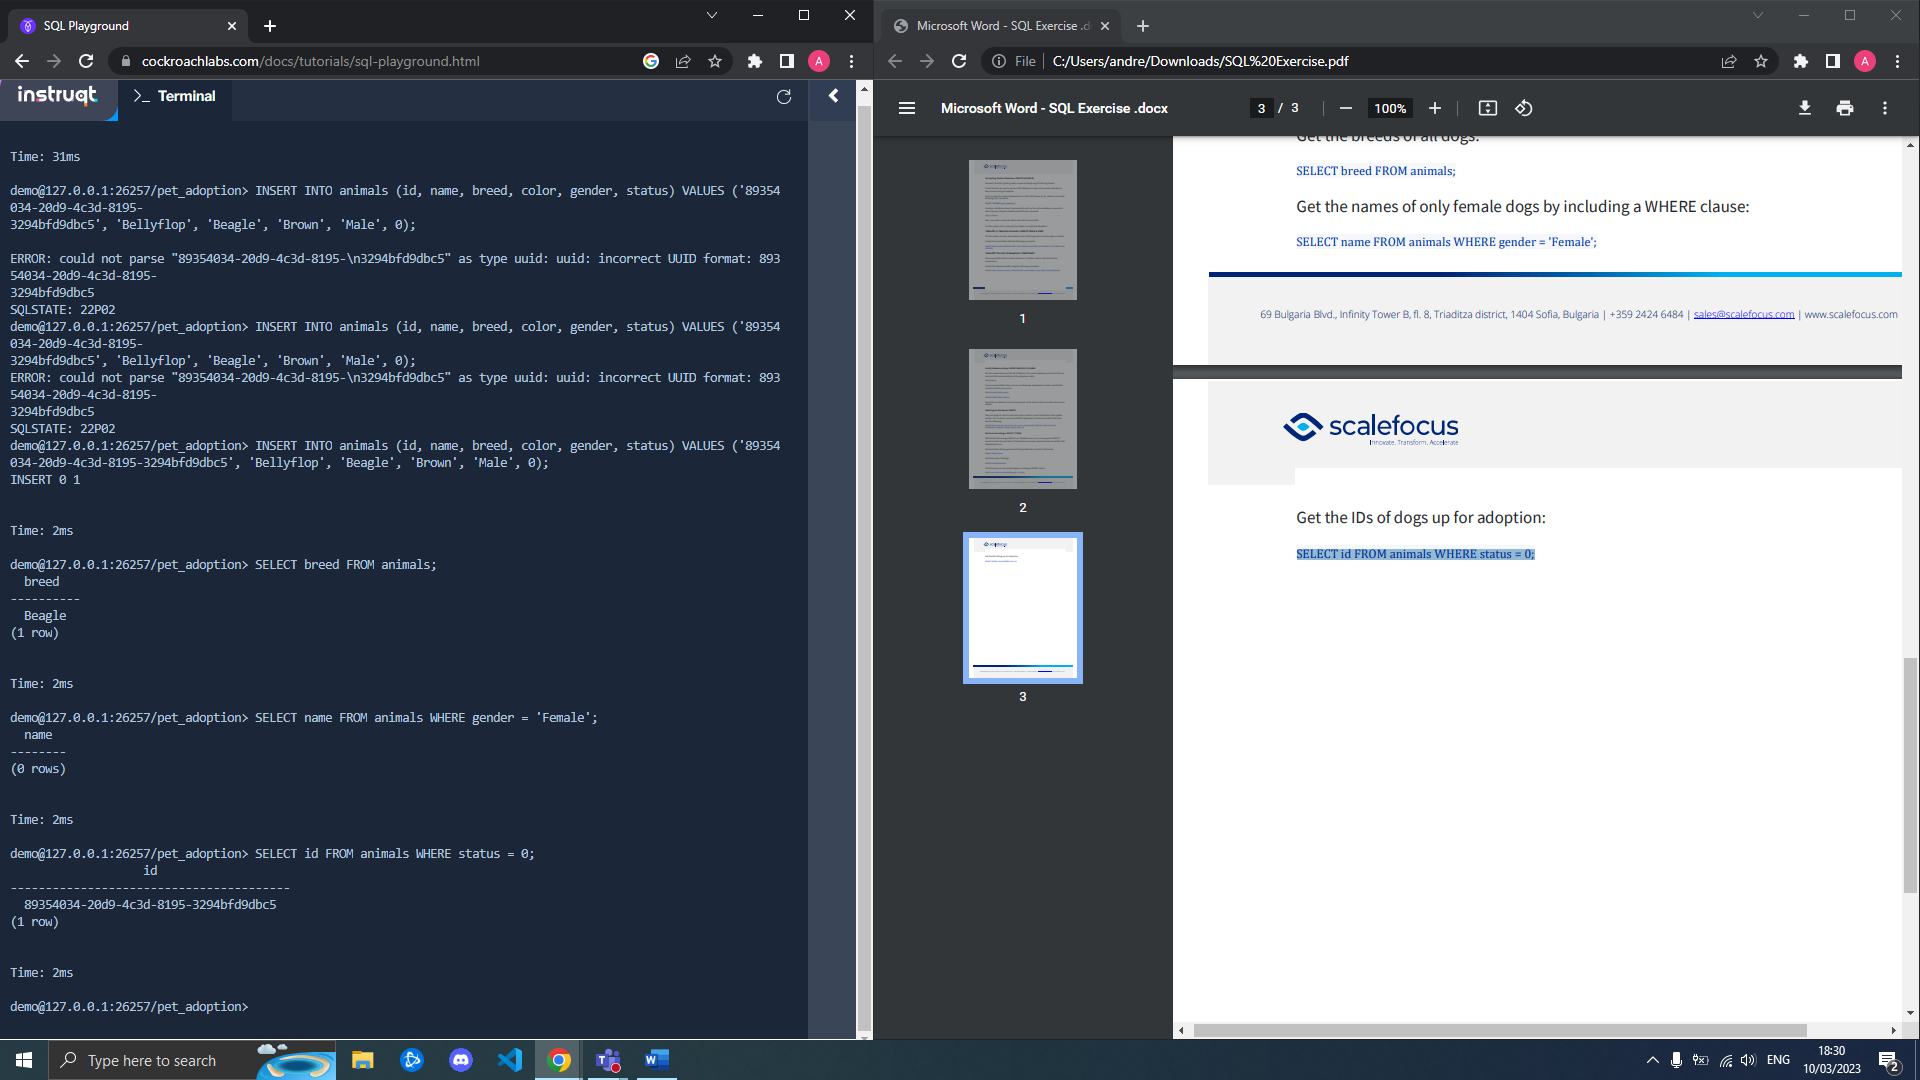 SQL Playground
cockroachlabs.com/docs/tutorials/sql-playground.html
A
instruqt
>_ Terminal
Time: 31ms
demo@127.0.0.1:26257/pet_adoption> INSERT INTO animals (id, name, breed, color, gender, status) VALUES ('89354
034-20d9-4c3d-8195-
3294bfd9dbc5', 'Bellyflop', 'Beagle', 'Brown', 'Male', 0);
ERROR: could not parse "89354034-20d9-4c3d-8195-\n3294bfd9dbc5" as type uuid: uuid: incorrect UUID format: 893
54034-20d9-4c3d-8195-
3294bfd9dbc5
SQLSTATE: 22P02
demo@127.0.0.1:26257/pet_adoption> INSERT INTO animals (id, name, breed, color, gender, status) VALUES ('89354
034-20d9-4c3d-8195-
3294bfd9dbc5', 'Bellyflop', 'Beagle', 'Brown', 'Male', 0);
ERROR: could not parse "89354034-20d9-4c3d-8195-\n3294bfd9dbc5" as type uuid: uuid: incorrect UUID format: 893
54034-20d9-4c3d-8195-
3294bfd9dbc5
SQLSTATE: 22P02
demo@127.0.0.1:26257/pet_adoption> INSERT INTO animals (id, name, breed, color, gender, status) VALUES ('89354
034-20d9-4c3d-8195-3294bfd9dbc5', 'Bellyflop', 'Beagle', 'Brown', 'Male', 0);
INSERT 0 1
Time: 2ms
demo@127.0.0.1:26257/pet_adoption> SELECT breed FROM animals;
breed
----------
Beagle
(1 row)
Time: 2ms
demo@127.0.0.1:26257/pet_adoption> SELECT name FROM animals WHERE gender = 'Female';
name
--------
(0 rows)
Time: 2ms
demo@127.0.0.1:26257/pet_adoption> SELECT id FROM animals WHERE status = 0;
id
----------------------------------------
89354034-20d9-4c3d-8195-3294bfd9dbc5
(1 row)
Time: 2ms
demo@127.0.0.1:26257/pet_adoption>
Microsoft Word - SQL Exercise .d
File
C:/Users/andre/Downloads/SQL%20Exercise.pdf
A
Microsoft Word - SQL Exercise .docx
3 / 3
100%
1
2
3
Get the breeds of all dogs:
SELECT breed FROM animals;
Get the names of only female dogs by including a WHERE clause:
SELECT name FROM animals WHERE gender = 'Female';
69 Bulgaria Blvd., Infinity Tower B, fl. 8, Triaditza district, 1404 Sofia, Bulgaria | +359 2424 6484 | sales@scalefocus.com | www.scalefocus.com
scalefocus
Innovate. Transform. Accelerate
Get the IDs of dogs up for adoption:
SELECT id FROM animals WHERE status = 0;
Type here to search
ENG
18:30
10/03/2023
2